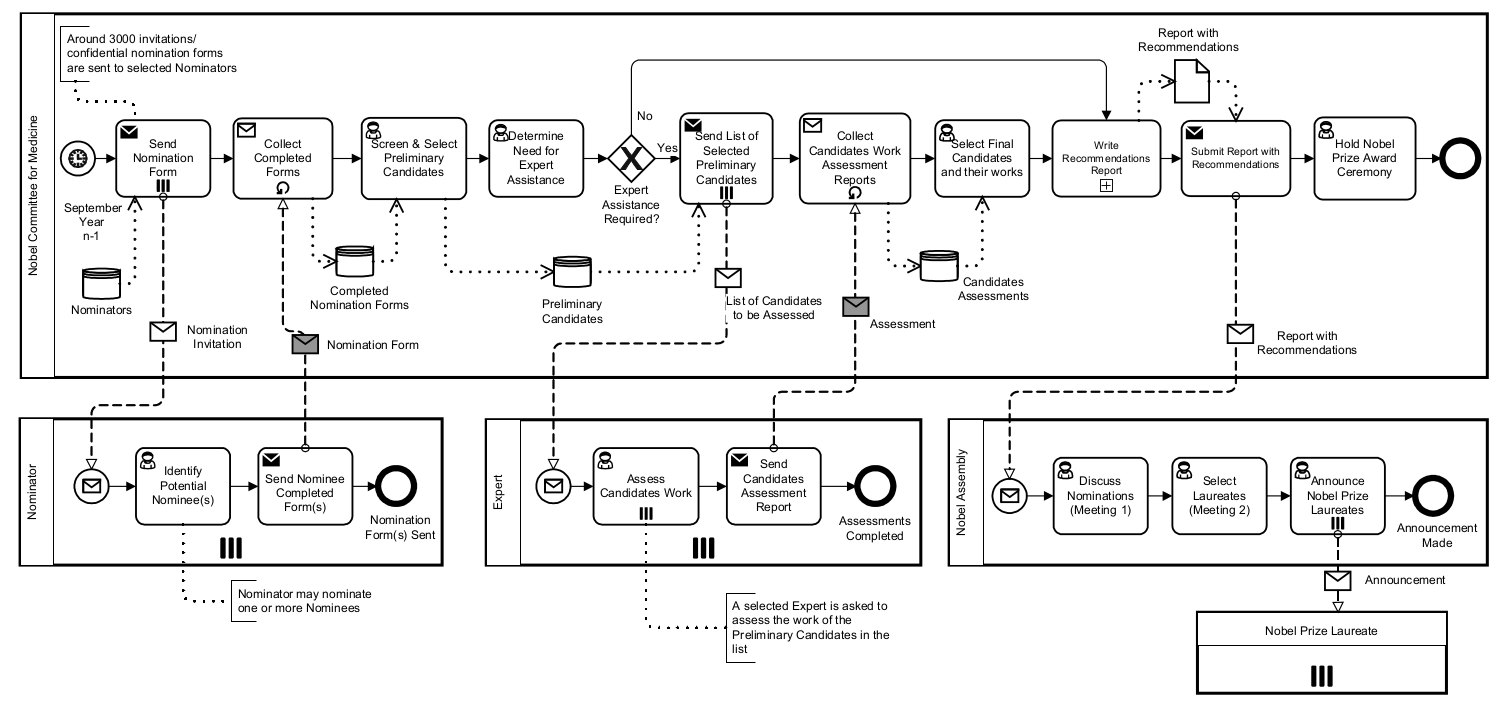 Nobel Committee for Medicine
Around 3000 invitations/
confidential nomination forms
are sent to selected Nominators
September
Year
n-1
Send
Nomination
Form
Collect
Completed
Forms
Screen & Select
Preliminary
Candidates
Determine
Need for
Expert
Assistance
No
Yes
Expert
Assistance
Required?
Send List of
Selected
Preliminary
Candidates
Collect
Candidates Work
Assessment
Reports
Select Final
Candidates
and their works
Write
Recommendations
Report
Report with
Recommendations
Submit Report with
Recommendations
Hold Nobel
Prize Award
Ceremony
Nominators
Completed
Nomination Forms
Preliminary
Candidates
Candidates
Assessments
Nomination
Invitation
Nomination Form
List of Candidates
to be Assessed
Assessment
Report with
Recommendations
Nominator
Identify
Potential
Nominee(s)
Send Nominee
Completed
Form(s)
Nomination
Form(s) Sent
Nominator may nominate
one or more Nominees
Expert
Assess
Candidates Work
Send
Candidates
Assessment
Report
Assessments
Completed
A selected Expert is asked to
assess the work of the
Preliminary Candidates in the
list
Nobel Assembly
Discuss
Nominations
(Meeting 1)
Select
Laureates
(Meeting 2)
Announce
Nobel Prize
Laureates
Announcement
Made
Announcement
Nobel Prize Laureate